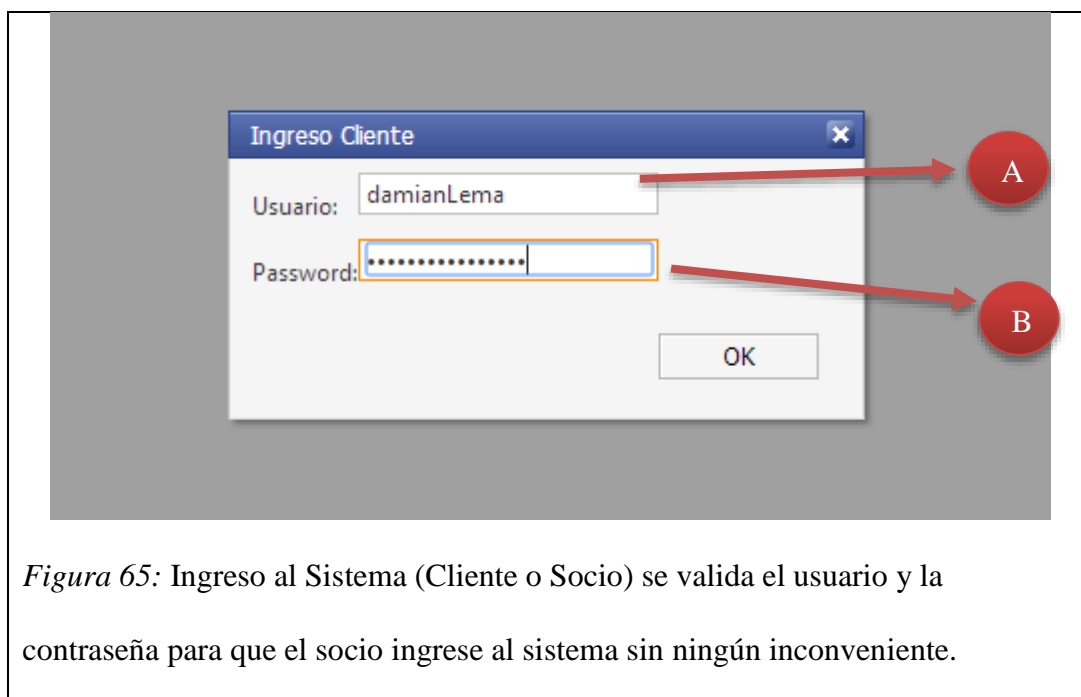 Ingreso Cliente
Usuario: damianLema
A
Password: ••••••••••••••••
B
OK
Figura 65: Ingreso al Sistema (Cliente o Socio) se valida el usuario y la
contraseña para que el socio ingrese al sistema sin ningún inconveniente.